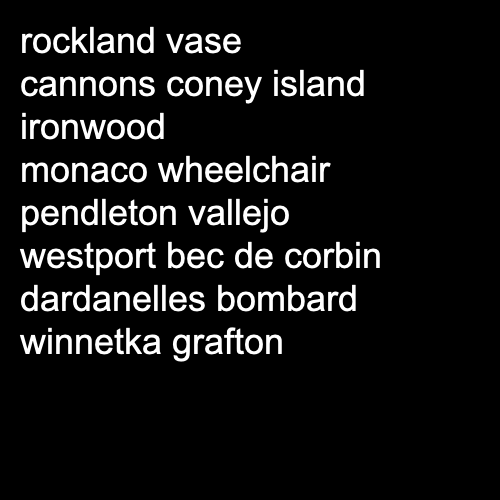 rockland vase
cannons coney island
ironwood
monaco wheelchair
pendleton vallejo
westport bec de corbin
dardanelles bombard
winnetka grafton